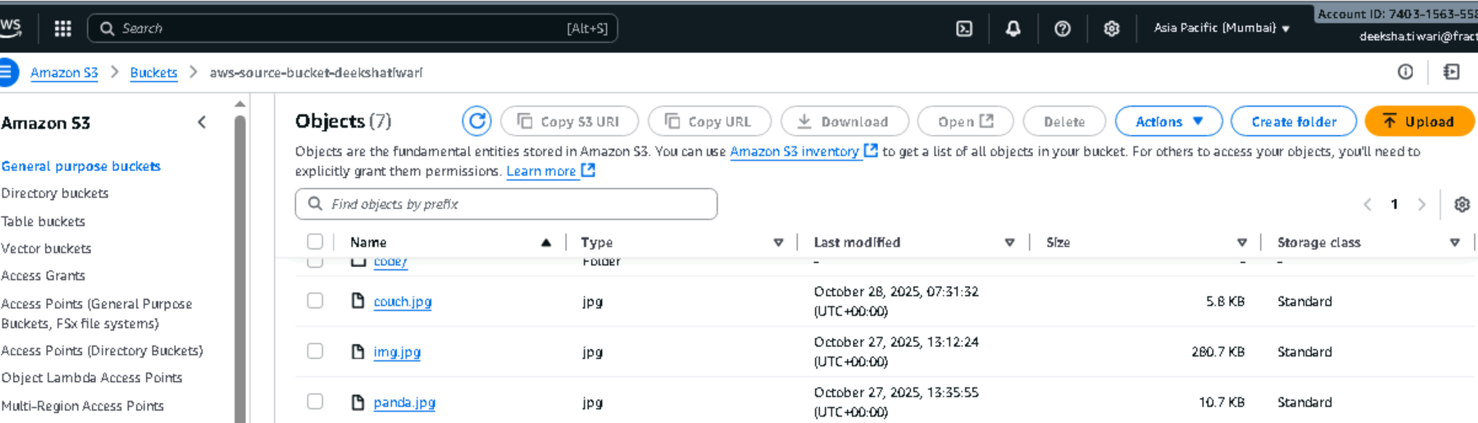 aws
Search [Alt+S]
Asia Pacific (Mumbai)
Account ID: 7403-1563-558
deeksha.tiwari@fract
Amazon S3 > Buckets > aws-source-bucket-deekshatiwari
Amazon S3
General purpose buckets
Directory buckets
Table buckets
Vector buckets
Access Grants
Access Points (General Purpose
Buckets, FSx file systems)
Access Points (Directory Buckets)
Object Lambda Access Points
Multi-Region Access Points
Objects (7)
Copy S3 URI Copy URL Download Open Delete Actions Create folder Upload
Objects are the fundamental entities stored in Amazon S3. You can use Amazon S3 inventory to get a list of all objects in your bucket. For others to access your objects, you'll need to
explicitly grant them permissions. Learn more
Find objects by prefix
1
Name Type Last modified Size Storage class
code/ Folder - - -
couch.jpg jpg October 28, 2025, 07:31:32 (UTC+00:00) 5.8 KB Standard
img.jpg jpg October 27, 2025, 13:12:24 (UTC+00:00) 280.7 KB Standard
panda.jpg jpg October 27, 2025, 13:35:55 (UTC+00:00) 10.7 KB Standard